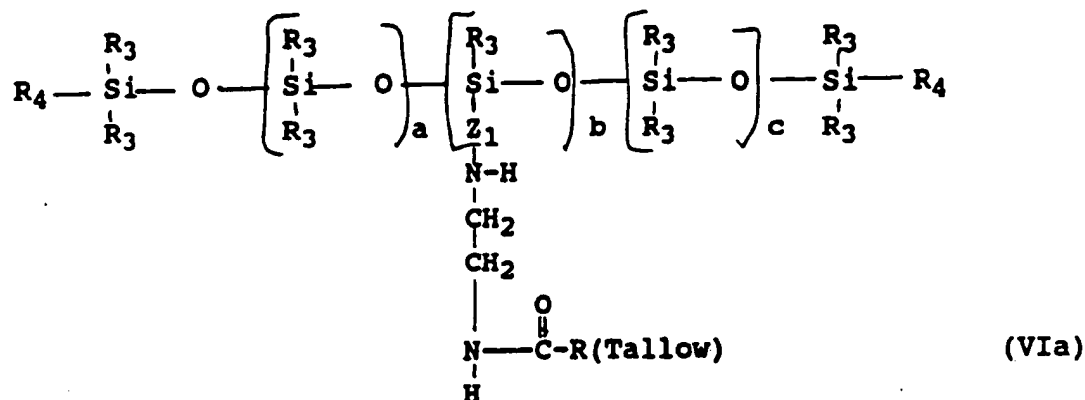 R3 R3 R3 R3 R3
R4 Si O Si O Si O Si O Si R4
R3 R3 a Z1 b R3 c R3
N-H
CH2
CH2
O
N C-R(Tallow) (VIa)
H